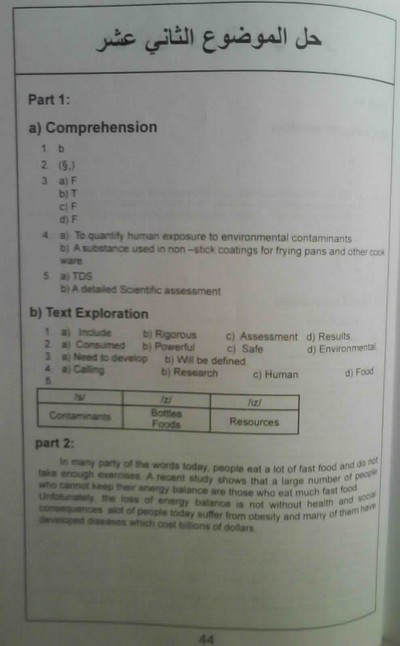 حل الموضوع الثاني عشر
Part 1:
a) Comprehension
1 b
2. (§,)
3. a) F
b) T
c) F
d) F
4. a) To quantify human exposure to environmental contaminants
b) A substance used in non –stick coatings for frying pans and other cook
ware.
5. a) TDS
b) A detailed Scientific assessment
b) Text Exploration
1. a) Include b) Rigorous c) Assessment d) Results.
2. a) Consumed b) Powerful c) Safe d) Environmental.
3. a) Need to develop b) Will be defined.
4. a) Calling b) Research c) Human d) Food
5.
/s/ /z/ /iz/
Contaminants Bottles Resources
Foods
part 2:
In many party of the words today, people eat a lot of fast food and do not
take enough exercises. A recent study shows that a large number of people
who cannot keep their energy balance are those who eat much fast food.
Unfortunately, the loss of energy balance is not without health and social
consequences alot of people today suffer from obesity and many of them have
developed diseases which cost billions of dollars.
44